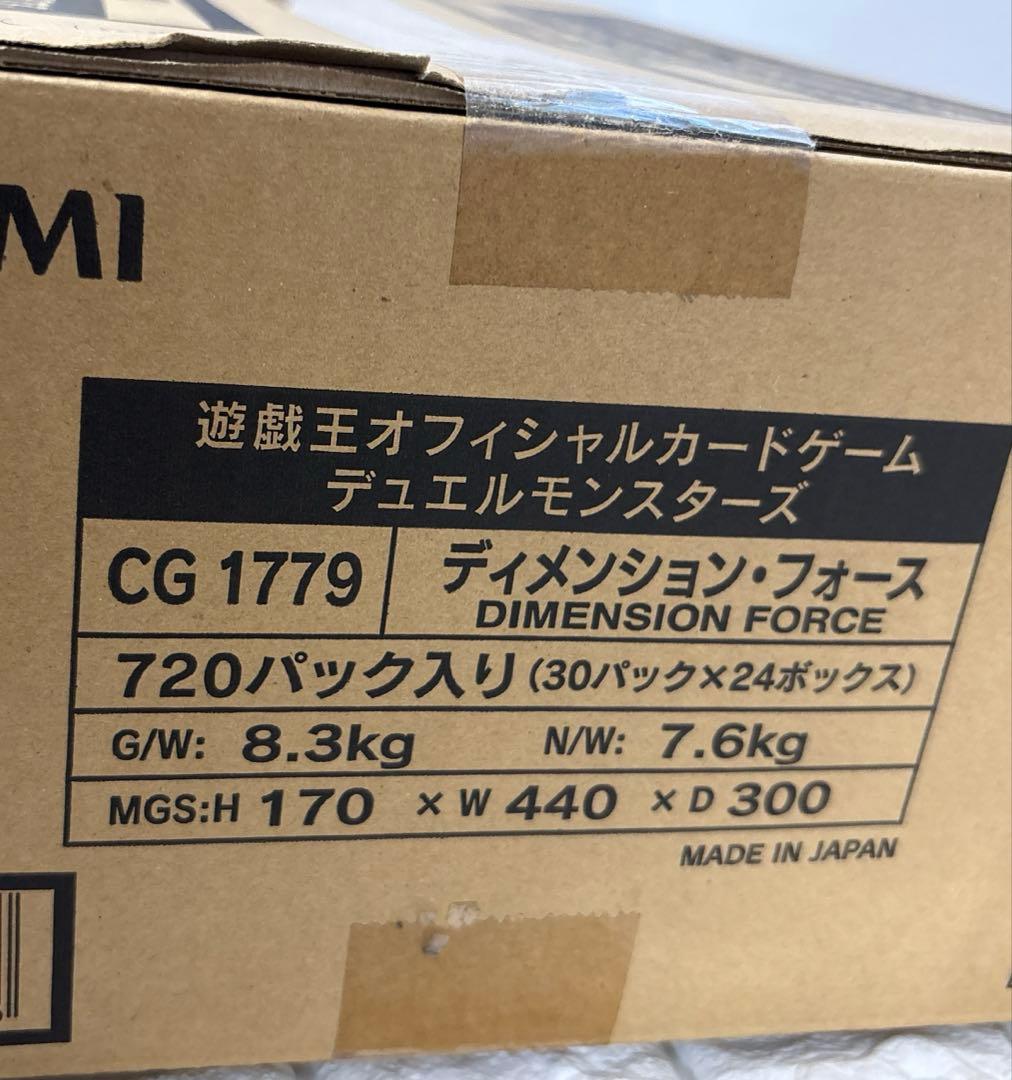 MI
遊戯王オフィシャルカードゲーム
デュエルモンスターズ
CG 1779
ディメンション・フォース
DIMENSION FORCE
720パック入り(30パック×24ボックス)
G/W: 8.3kg N/W: 7.6kg
MGS:H 170 × W 440 × D 300
MADE IN JAPAN